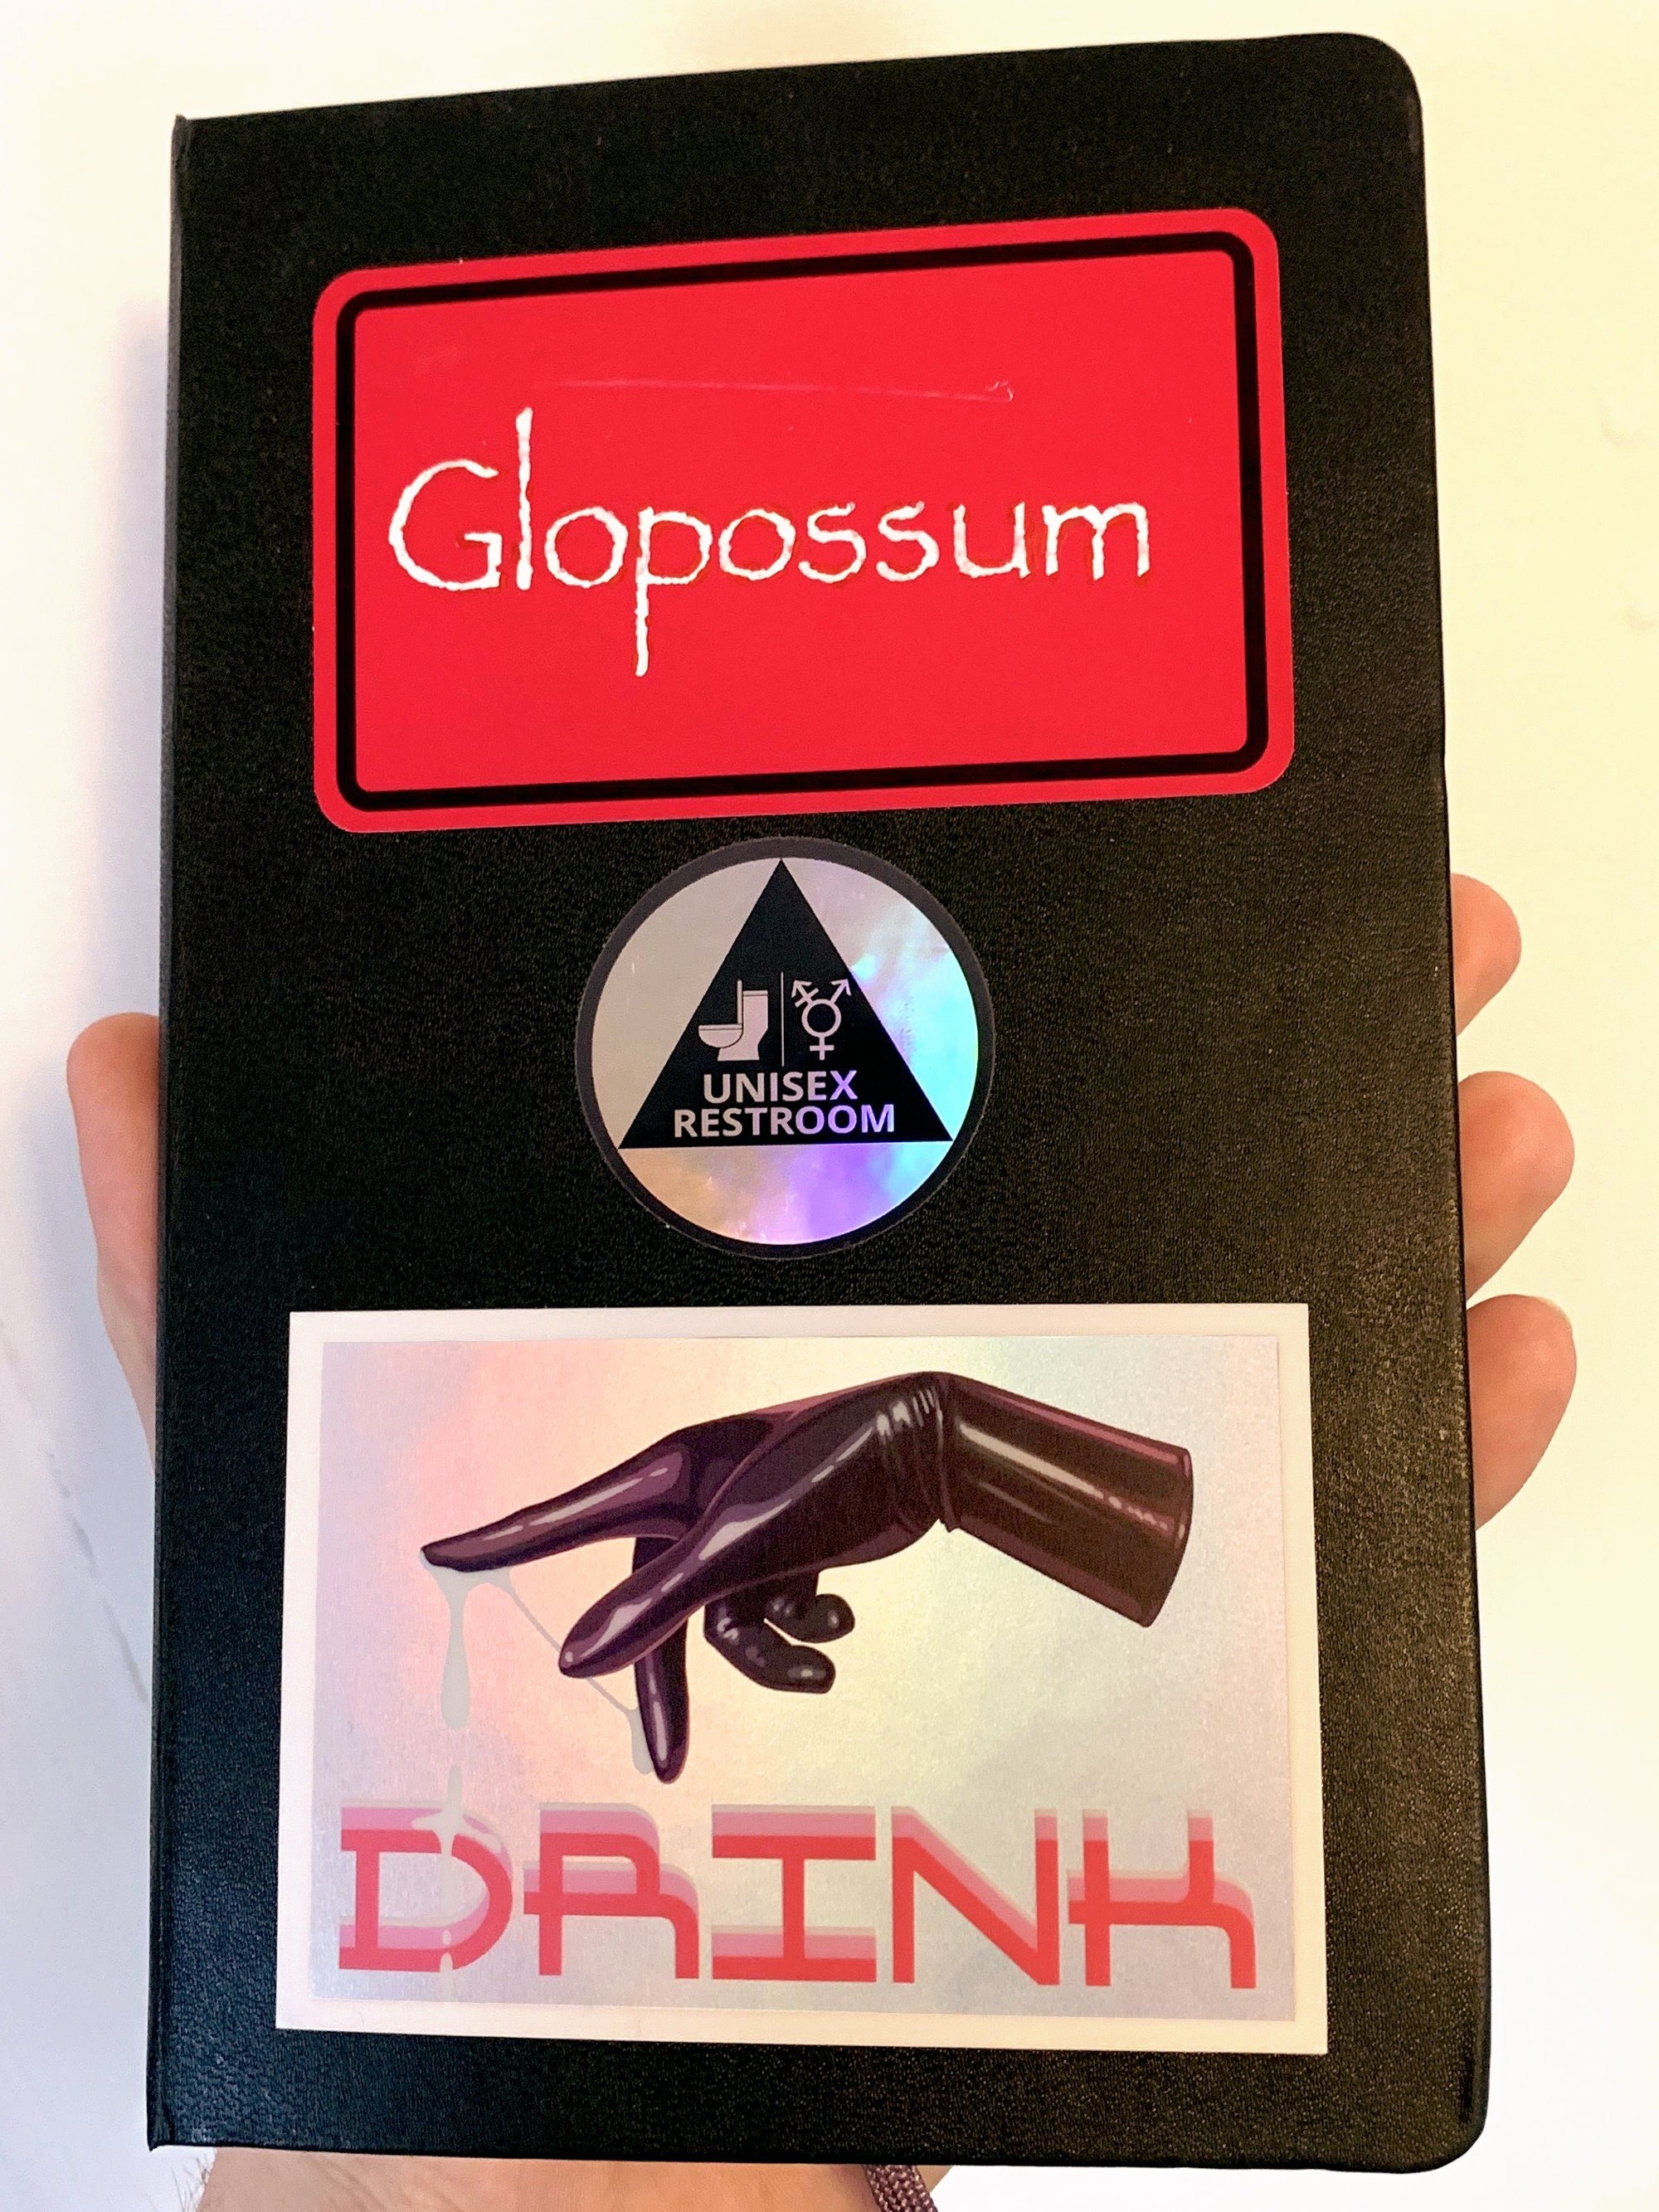 Glopossum
UNISEX
RESTROOM
DRINK